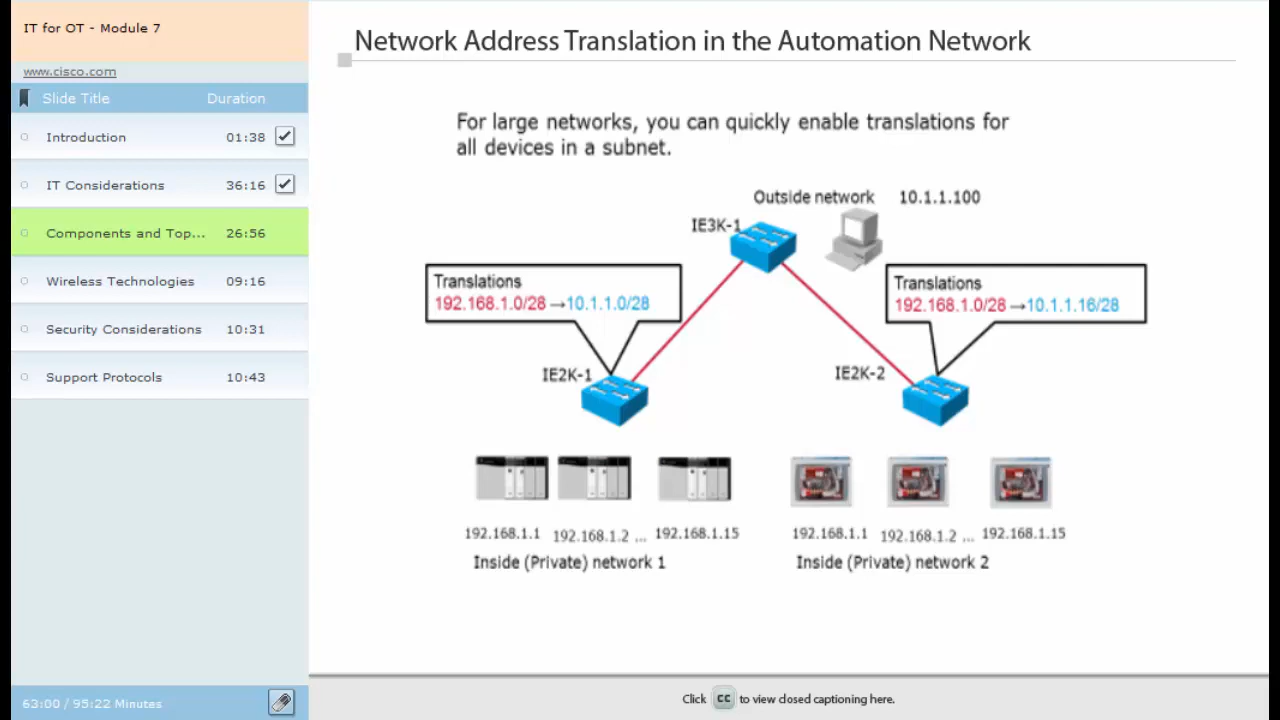 IT for OT - Module 7
www.cisco.com
Slide Title Duration
Introduction 01:38
IT Considerations 36:16
Components and Top... 26:56
Wireless Technologies 09:16
Security Considerations 10:31
Support Protocols 10:43
63:00 / 95:22 Minutes
Network Address Translation in the Automation Network
For large networks, you can quickly enable translations for
all devices in a subnet.
Outside network 10.1.1.100
IE3K-1
Translations
192.168.1.0/28 →10.1.1.0/28
Translations
192.168.1.0/28 →10.1.1.16/28
IE2K-1
IE2K-2
192.168.1.1 192.168.1.2 ... 192.168.1.15
Inside (Private) network 1
192.168.1.1 192.168.1.2 ... 192.168.1.15
Inside (Private) network 2
Click CC to view closed captioning here.